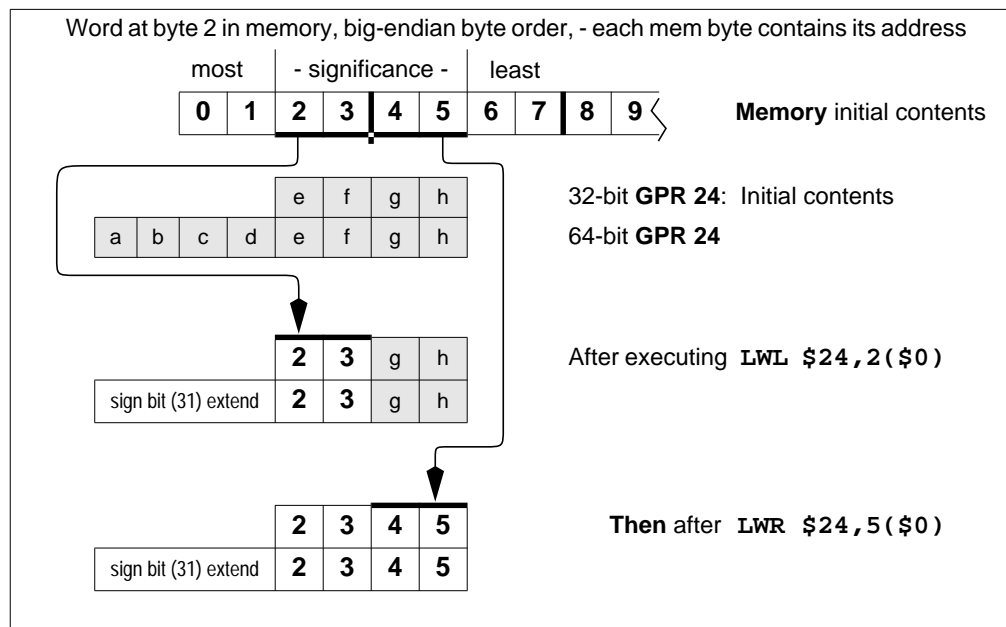 Word at byte 2 in memory, big-endian byte order, - each mem byte contains its address
most - significance - least
0 1 2 3 4 5 6 7 8 9 Memory initial contents
e f g h 32-bit GPR 24: Initial contents
a b c d e f g h 64-bit GPR 24
2 3 g h After executing LWL $24,2($0)
sign bit (31) extend 2 3 g h
2 3 4 5 Then after LWR $24,5($0)
sign bit (31) extend 2 3 4 5